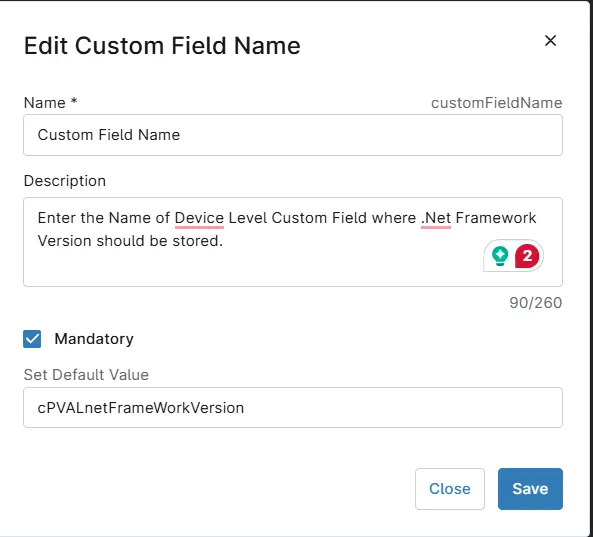 Edit Custom Field Name
Name * customFieldName
Custom Field Name
Description
Enter the Name of Device Level Custom Field where .Net Framework
Version should be stored.
2
90/260
Mandatory
Set Default Value
cPVALnetFrameWorkVersion
Close Save